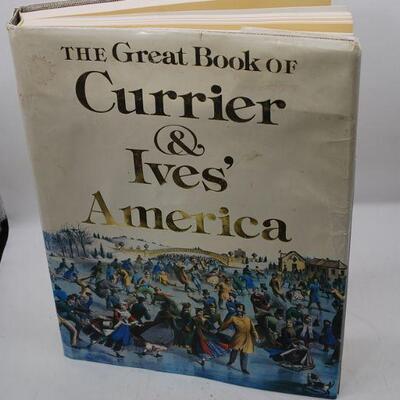 THE Great Book OF
Currier
&
Ives'
America